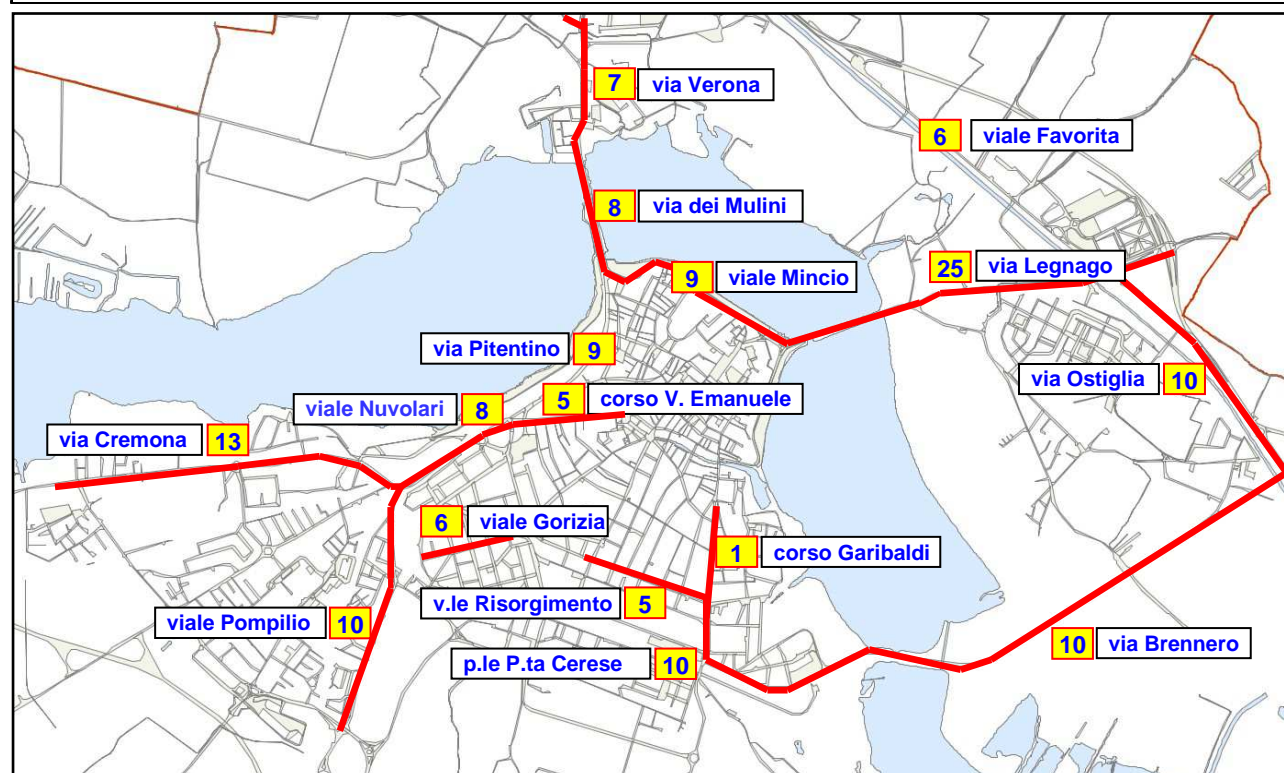 7 via Verona
6 viale Favorita
8 via dei Mulini
25 via Legnago
9 viale Mincio
via Pitentino 9
via Ostiglia 10
5 corso V. Emanuele
viale Nuvolari 8
via Cremona 13
6 viale Gorizia
1 corso Garibaldi
v.le Risorgimento 5
viale Pompilio 10
p.le P.ta Cerese 10
10 via Brennero